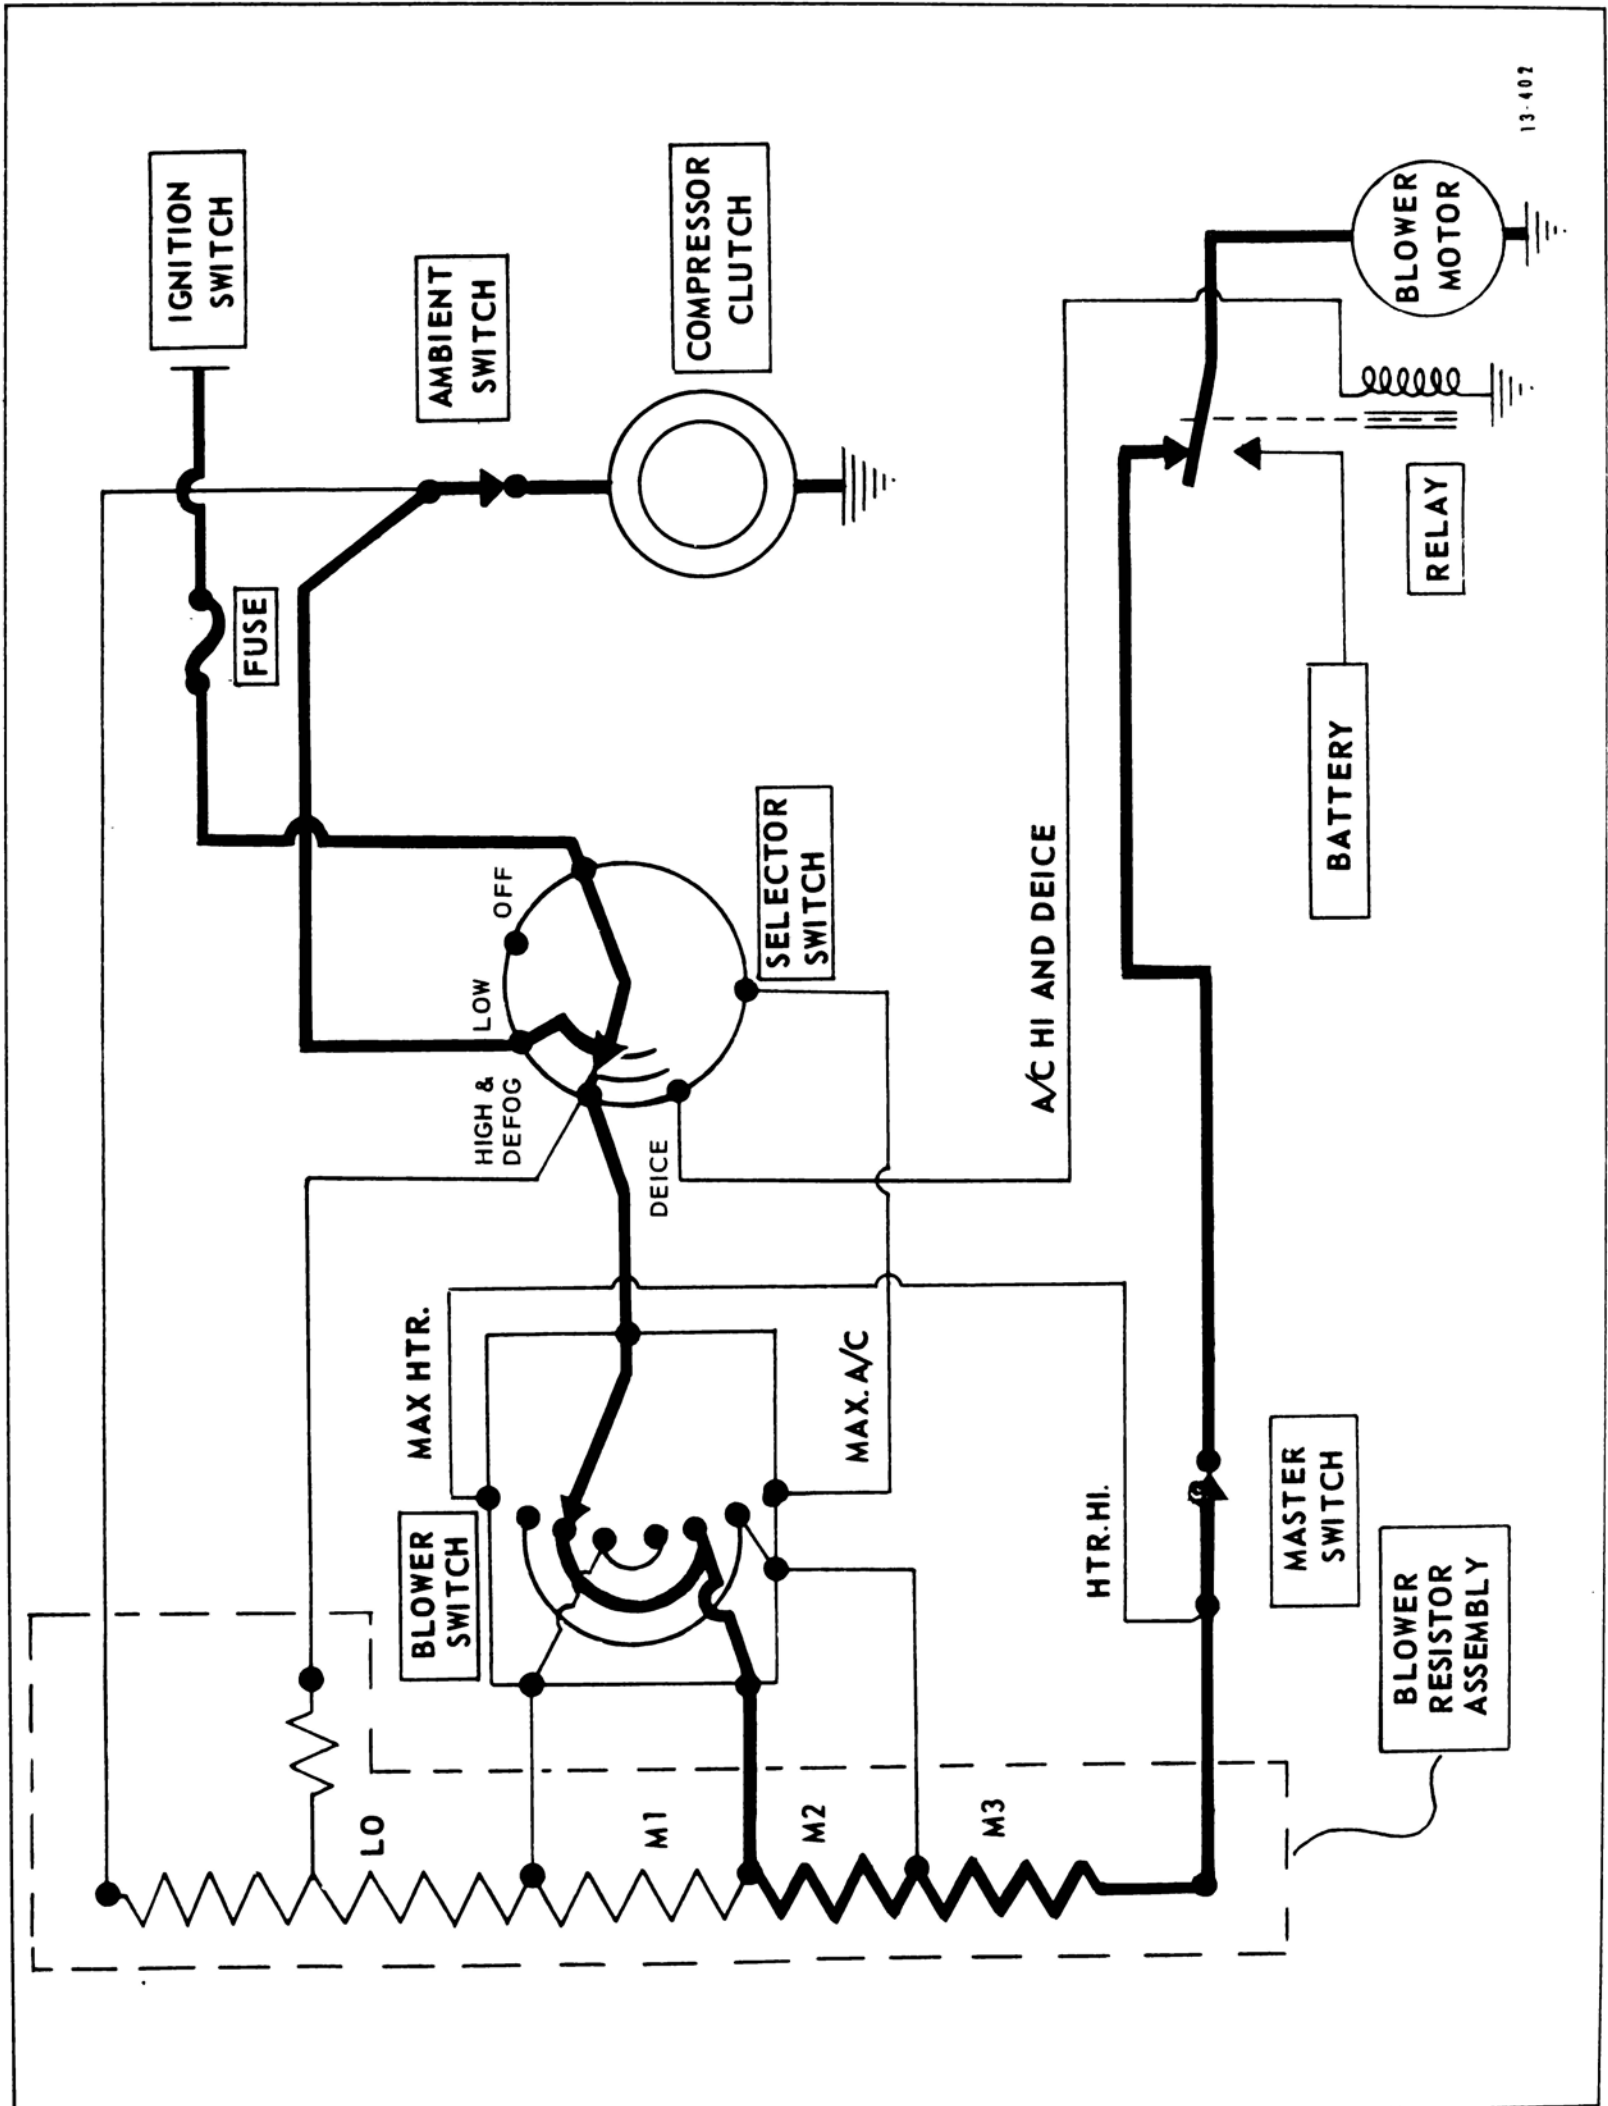 BLOWER
RESISTOR
ASSEMBLY
LO
M1
M2
M3
BLOWER
SWITCH
MAX HTR.
MAX. A/C
HTR. HI.
MASTER
SWITCH
HIGH &
DEFOG
LOW
OFF
DEICE
SELECTOR
SWITCH
A/C HI AND DEICE
FUSE
IGNITION
SWITCH
AMBIENT
SWITCH
COMPRESSOR
CLUTCH
BATTERY
RELAY
BLOWER
MOTOR
13-402